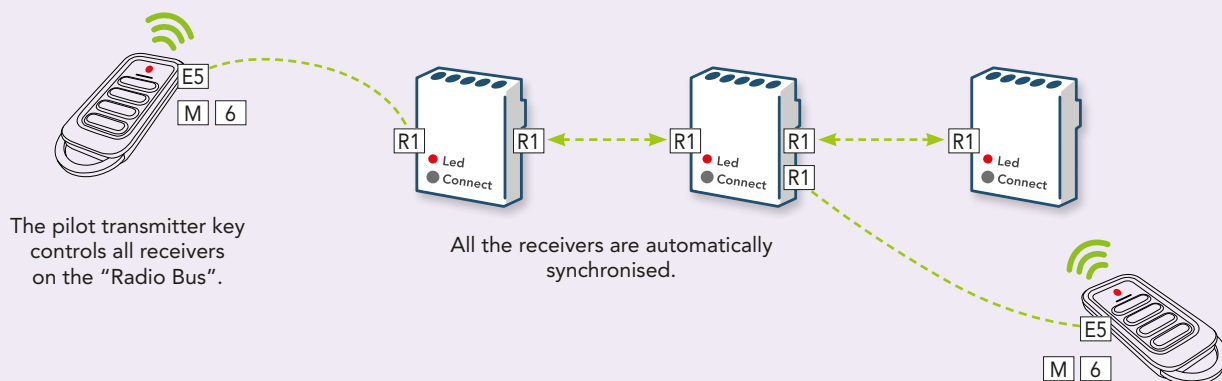 E5
M 6
R1
R1
R1
R1
R1
R1
Led
Connect
Led
Connect
Led
Connect
The pilot transmitter key
controls all receivers
on the “Radio Bus”.
All the receivers are automatically
synchronised.
E5
M 6